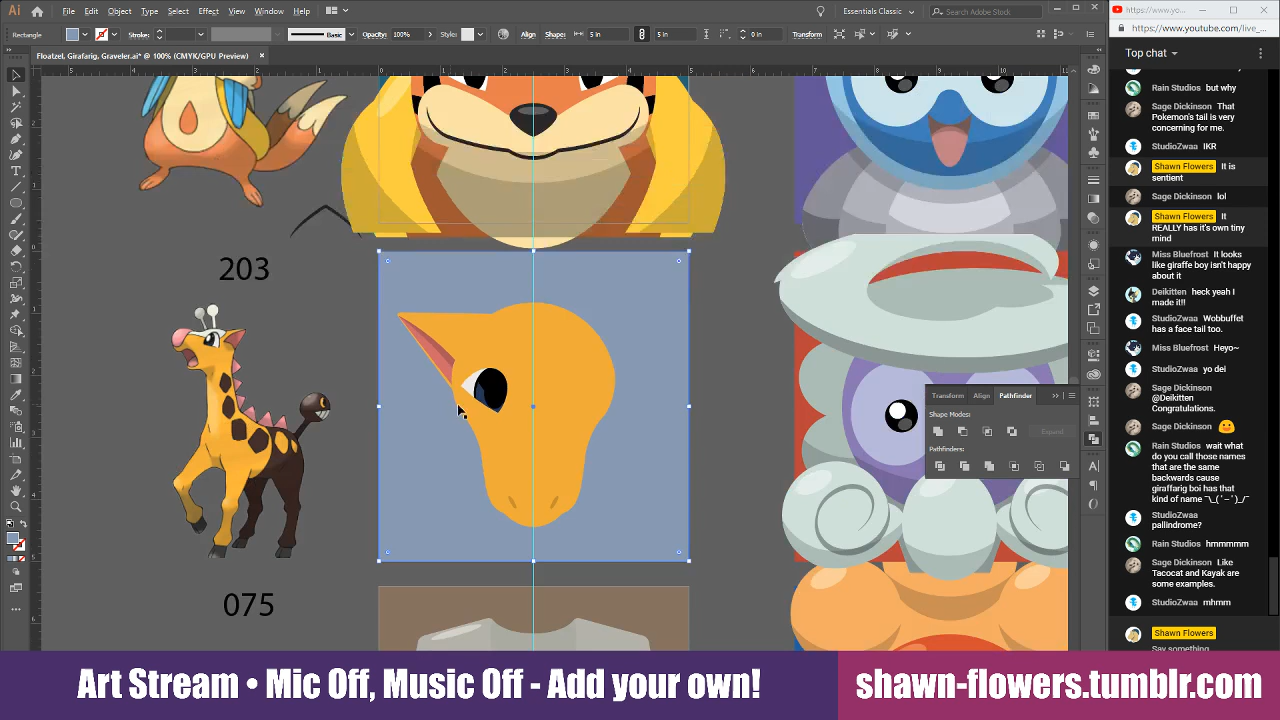 Ai File Edit Object Type Select Effect View Window Help Essentials Classic Search Adobe Stock
Rectangle Stroke: Basic Opacity: 100% Style: Align Shape: 5 in 5 in 0 in Transform
Floatzel, Girafarig, Graveler.ai* @ 100% (CMYK/GPU Preview)
203
075
Transform Align Pathfinder
Shape Modes:
Expand
Pathfinders:
https://www.yo...
https://www.youtube.com/live_...
Top chat
Rain Studios but why
Sage Dickinson That
Pokemon's tail is very
concerning for me.
StudioZwaa IKR
Shawn Flowers It is
sentient
Sage Dickinson lol
Shawn Flowers It
REALLY has it's own tiny
mind
Miss Bluefrost It looks
like giraffe boy isn't happy
about it
Deikitten heck yeah I
made it!!
StudioZwaa Wobbuffet
has a face tail too.
Miss Bluefrost Heyo~
StudioZwaa yo dei
Sage Dickinson
@Deikitten
Congratulations.
Sage Dickinson
Rain Studios wait what
do you call those names
that are the same
backwards cause
giraffarig boi has that
kind of name ¯\_(´-`)_/¯
StudioZwaa
pallindrome?
Rain Studios hmmmmm
Sage Dickinson Like
Tacocat and Kayak are
some examples.
StudioZwaa mhmm
Shawn Flowers
Say something
Art Stream • Mic Off, Music Off - Add your own!
shawn-flowers.tumblr.com